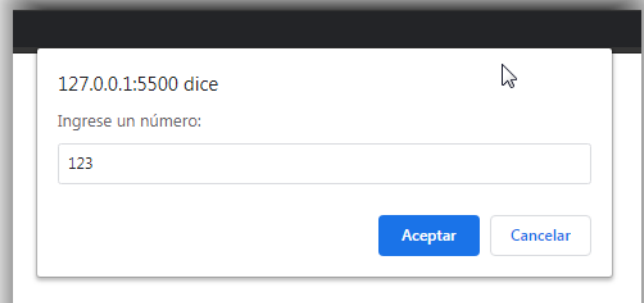 127.0.0.1:5500 dice
Ingrese un número:
123
Aceptar
Cancelar